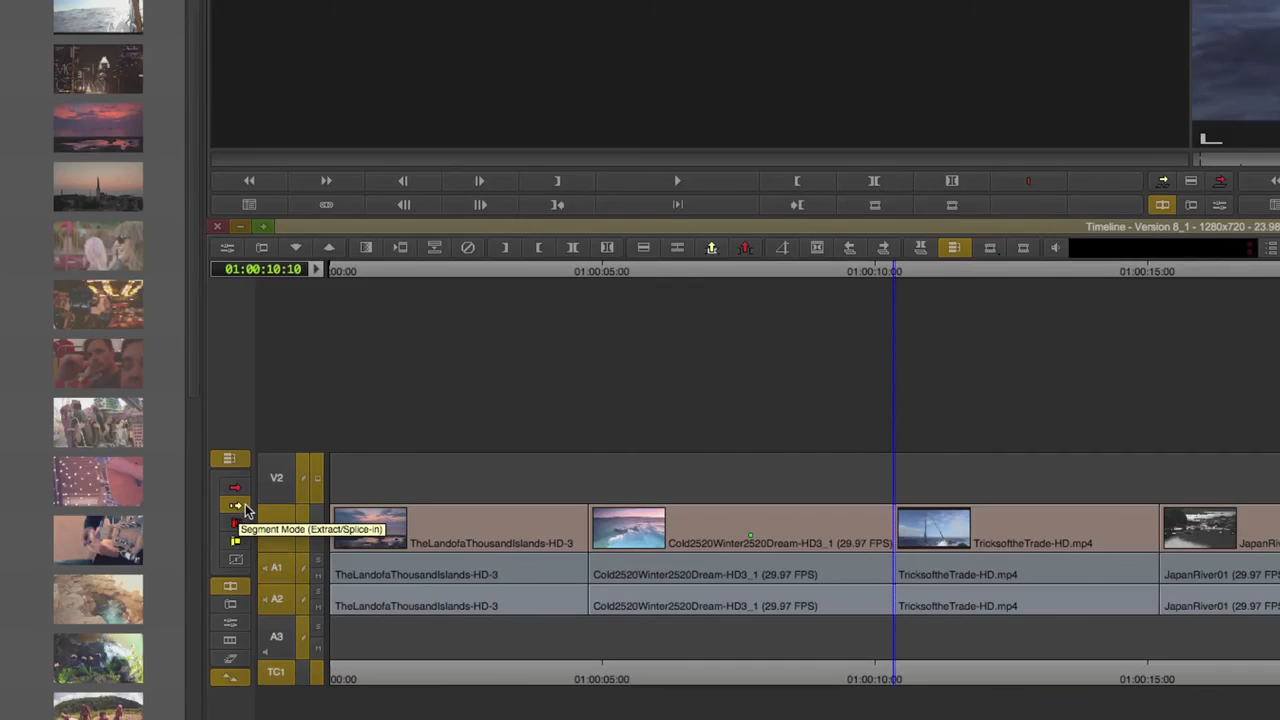 Timeline - Version 8_1 - 1280x720 - 23.98
01:00:10:10
:00:00
01:00:05:00
01:00:10:00
01:00:15:00
V2
Segment Mode (Extract/Splice-in)
TheLandofaThousandIslands-HD-3
Cold2520Winter2520Dream-HD3_1 (29.97 FPS)
TricksoftheTrade-HD.mp4
JapanRiv
A1
TheLandofaThousandIslands-HD-3
Cold2520Winter2520Dream-HD3_1 (29.97 FPS)
TricksoftheTrade-HD.mp4
JapanRiver01 (29.97 FPS)
A2
TheLandofaThousandIslands-HD-3
Cold2520Winter2520Dream-HD3_1 (29.97 FPS)
TricksoftheTrade-HD.mp4
JapanRiver01 (29.97 FPS)
A3
TC1
:00:00
01:00:05:00
01:00:10:00
01:00:15:00